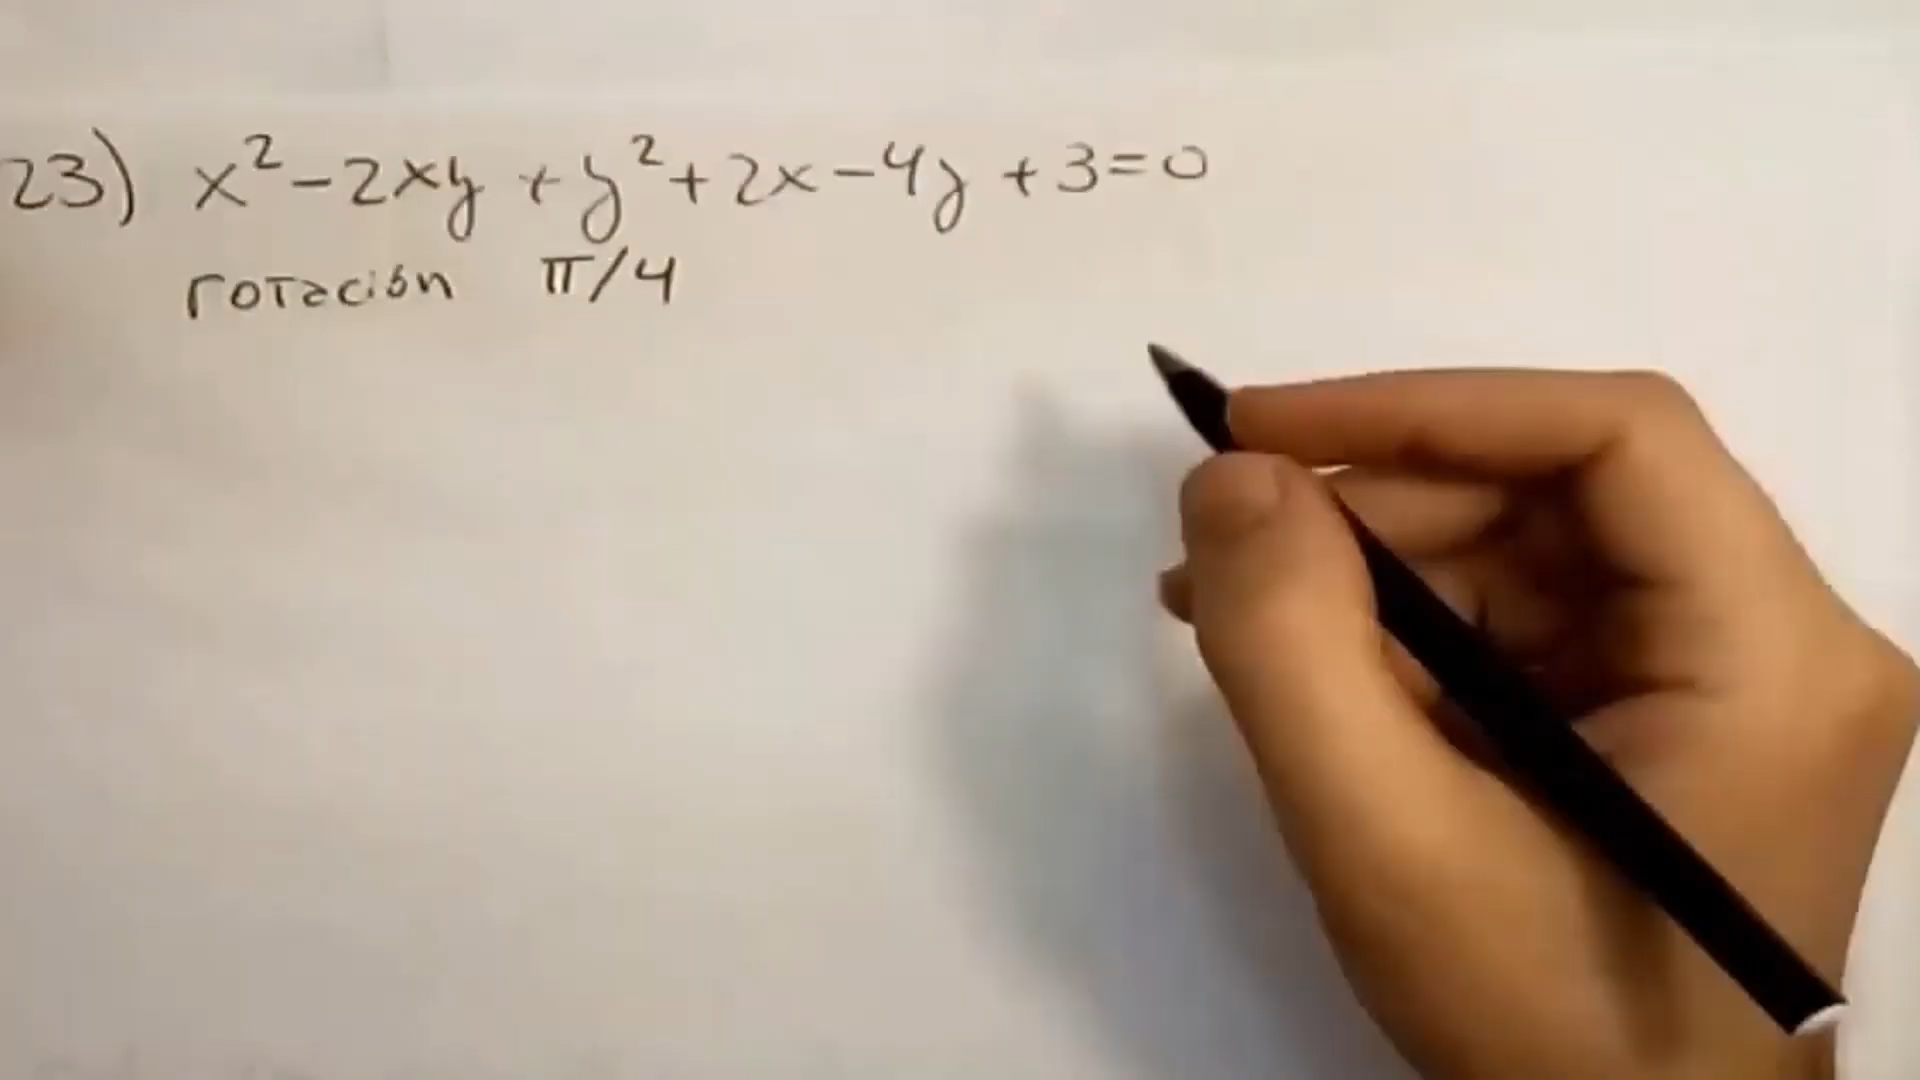 23) x² - 2xy + y² + 2x - 4y + 3 = 0
rotación π/4